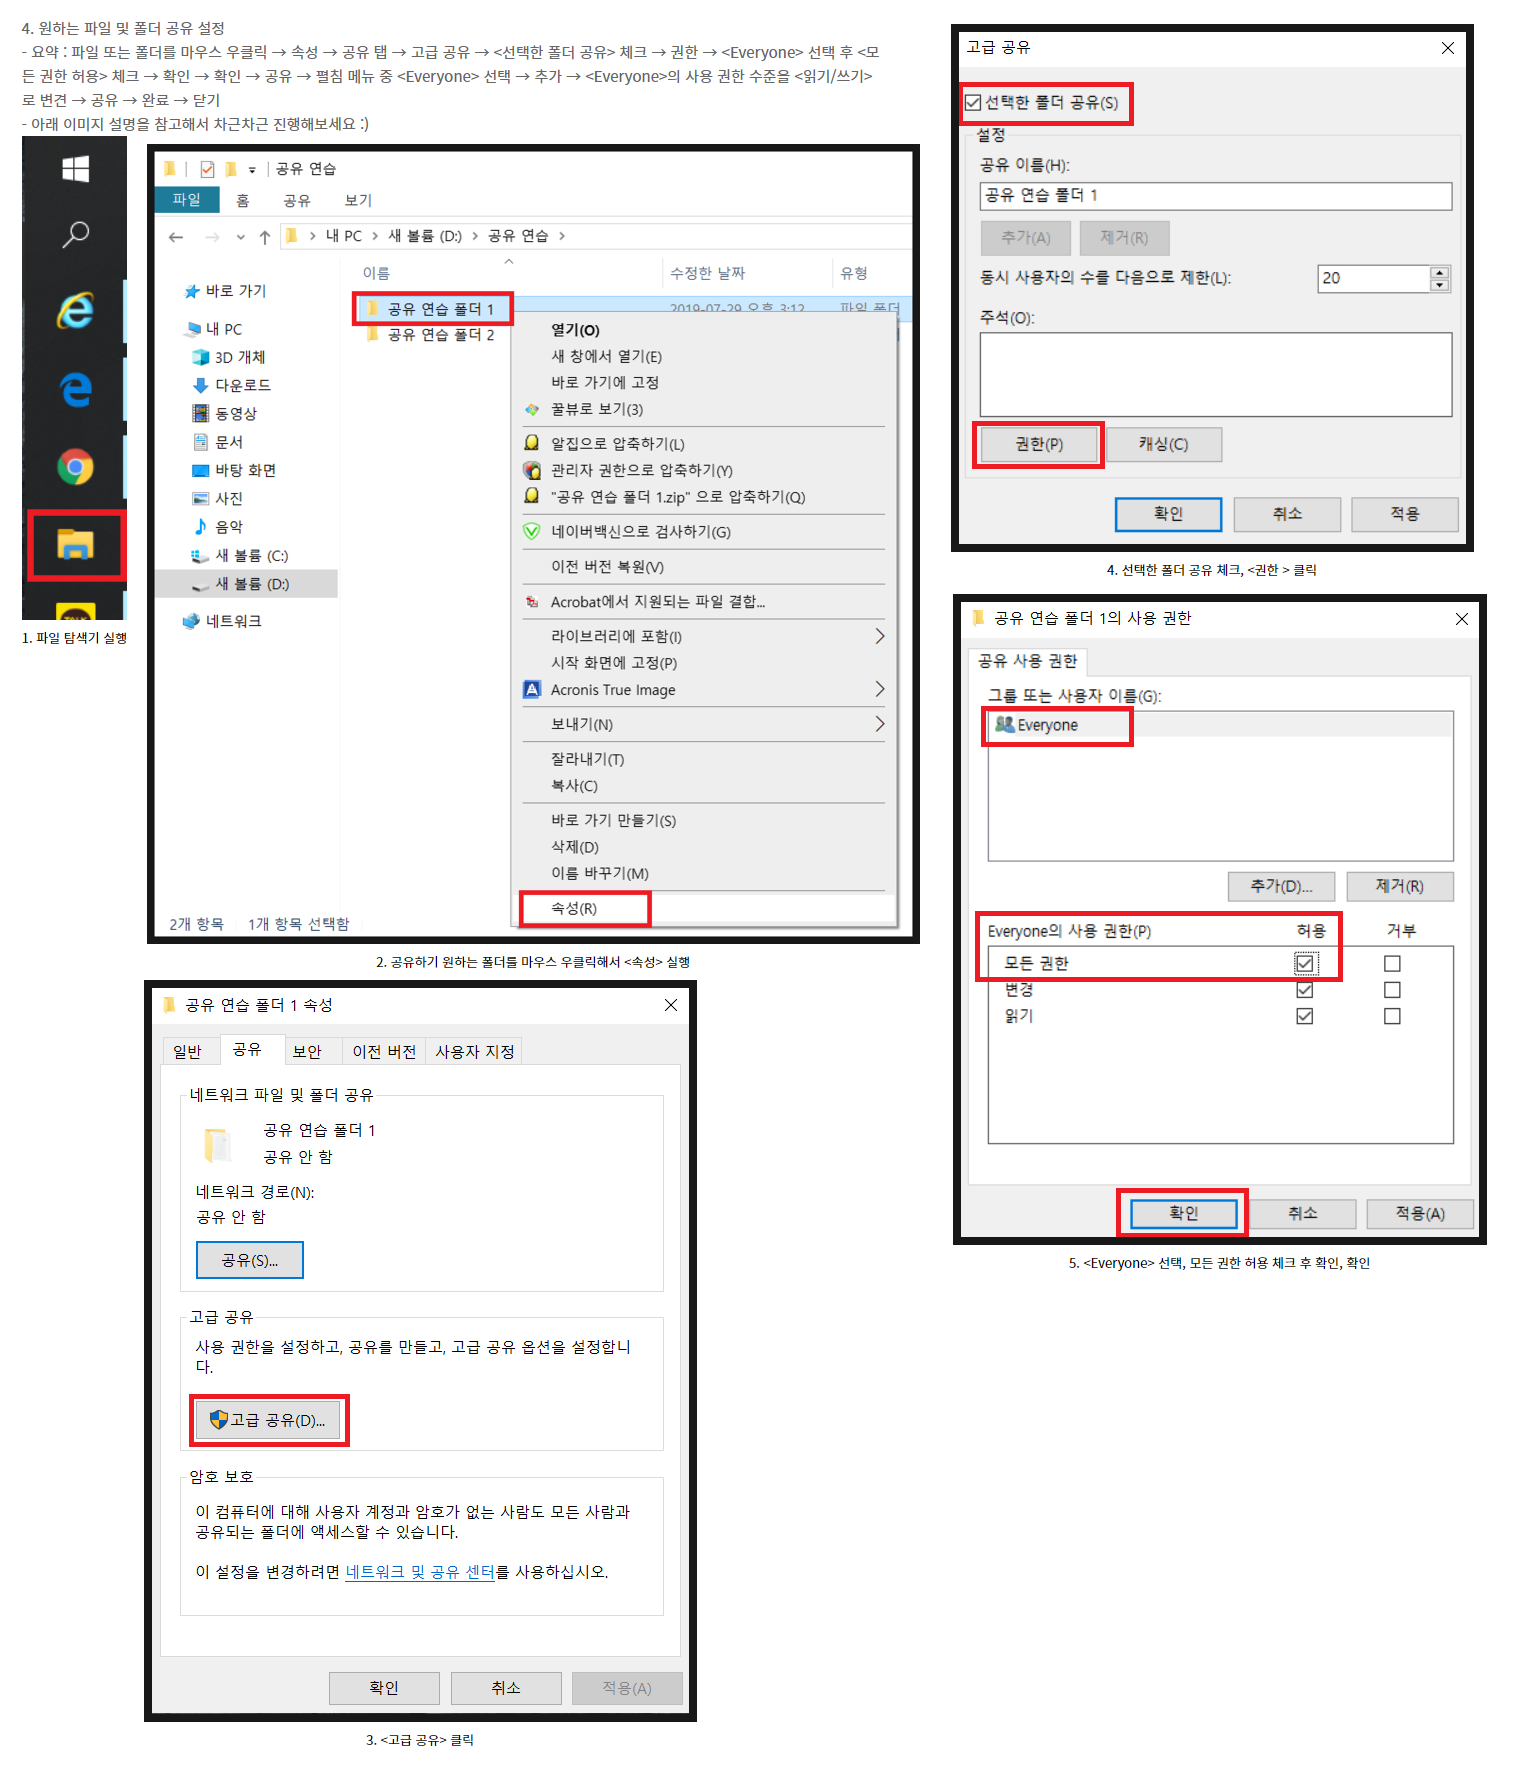 4. 원하는 파일 및 폴더 공유 설정
- 요약 : 파일 또는 폴더를 마우스 우클릭 → 속성 → 공유 탭 → 고급 공유 → <선택한 폴더 공유> 체크 → 권한 → <Everyone> 선택 후 <모
든 권한 허용> 체크 → 확인 → 확인 → 공유 → 펼침 메뉴 중 <Everyone> 선택 → 추가 → <Everyone>의 사용 권한 수준을 <읽기/쓰기>
로 변견 → 공유 → 완료 → 닫기
- 아래 이미지 설명을 참고해서 차근차근 진행해보세요 :)
1. 파일 탐색기 실행
공유 연습
파일 홈 공유 보기
내 PC > 새 볼륨 (D:) > 공유 연습 >
이름 수정한 날짜 유형
바로 가기
내 PC
3D 개체
다운로드
동영상
문서
바탕 화면
사진
음악
새 볼륨 (C:)
새 볼륨 (D:)
네트워크
공유 연습 폴더 1 2019-07-29 오후 3:12 파일 폴더
공유 연습 폴더 2
열기(O)
새 창에서 열기(E)
바로 가기에 고정
꿀뷰로 보기(3)
알집으로 압축하기(L)
관리자 권한으로 압축하기(Y)
"공유 연습 폴더 1.zip" 으로 압축하기(Q)
네이버백신으로 검사하기(G)
이전 버전 복원(V)
Acrobat에서 지원되는 파일 결합...
라이브러리에 포함(I)
시작 화면에 고정(P)
Acronis True Image
보내기(N)
잘라내기(T)
복사(C)
바로 가기 만들기(S)
삭제(D)
이름 바꾸기(M)
속성(R)
2개 항목 1개 항목 선택함
2. 공유하기 원하는 폴더를 마우스 우클릭해서 <속성> 실행
공유 연습 폴더 1 속성
일반 공유 보안 이전 버전 사용자 지정
네트워크 파일 및 폴더 공유
공유 연습 폴더 1
공유 안 함
네트워크 경로(N):
공유 안 함
공유(S)...
고급 공유
사용 권한을 설정하고, 공유를 만들고, 고급 공유 옵션을 설정합니
다.
고급 공유(D)...
암호 보호
이 컴퓨터에 대해 사용자 계정과 암호가 없는 사람도 모든 사람과
공유되는 폴더에 액세스할 수 있습니다.
이 설정을 변경하려면 네트워크 및 공유 센터를 사용하십시오.
확인 취소 적용(A)
3. <고급 공유> 클릭
고급 공유
선택한 폴더 공유(S)
설정
공유 이름(H):
공유 연습 폴더 1
추가(A) 제거(R)
동시 사용자의 수를 다음으로 제한(L): 20
주석(O):
권한(P) 캐싱(C)
확인 취소 적용
4. 선택한 폴더 공유 체크, <권한 > 클릭
공유 연습 폴더 1의 사용 권한
공유 사용 권한
그룹 또는 사용자 이름(G):
Everyone
추가(D)... 제거(R)
Everyone의 사용 권한(P) 허용 거부
모든 권한
변경
읽기
확인 취소 적용(A)
5. <Everyone> 선택, 모든 권한 허용 체크 후 확인, 확인